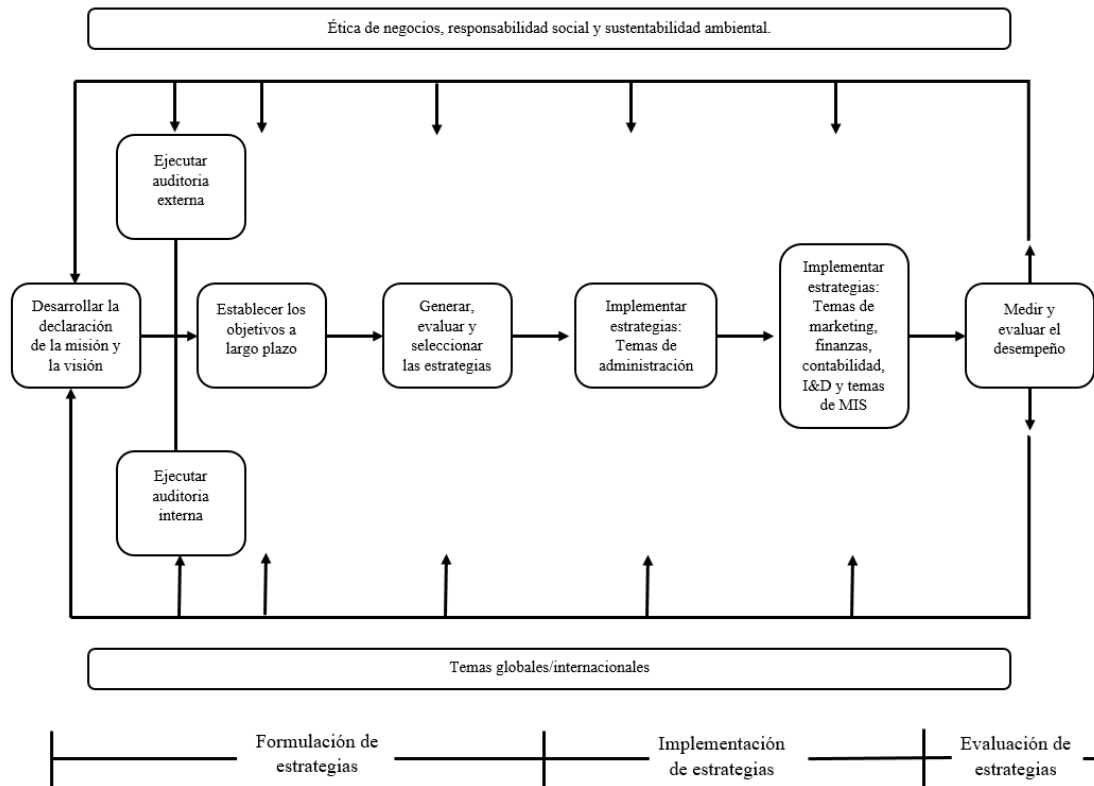 Ética de negocios, responsabilidad social y sustentabilidad ambiental.
Ejecutar
auditoria
externa
Desarrollar la
declaración
de la misión y
la visión
Establecer los
objetivos a
largo plazo
Generar,
evaluar y
seleccionar
las estrategias
Implementar
estrategias:
Temas de
administración
Implementar
estrategias:
Temas de
marketing,
finanzas,
contabilidad,
I&D y temas
de MIS
Medir y
evaluar el
desempeño
Ejecutar
auditoria
interna
Temas globales/internacionales
Formulación de
estrategias
Implementación
de estrategias
Evaluación de
estrategias